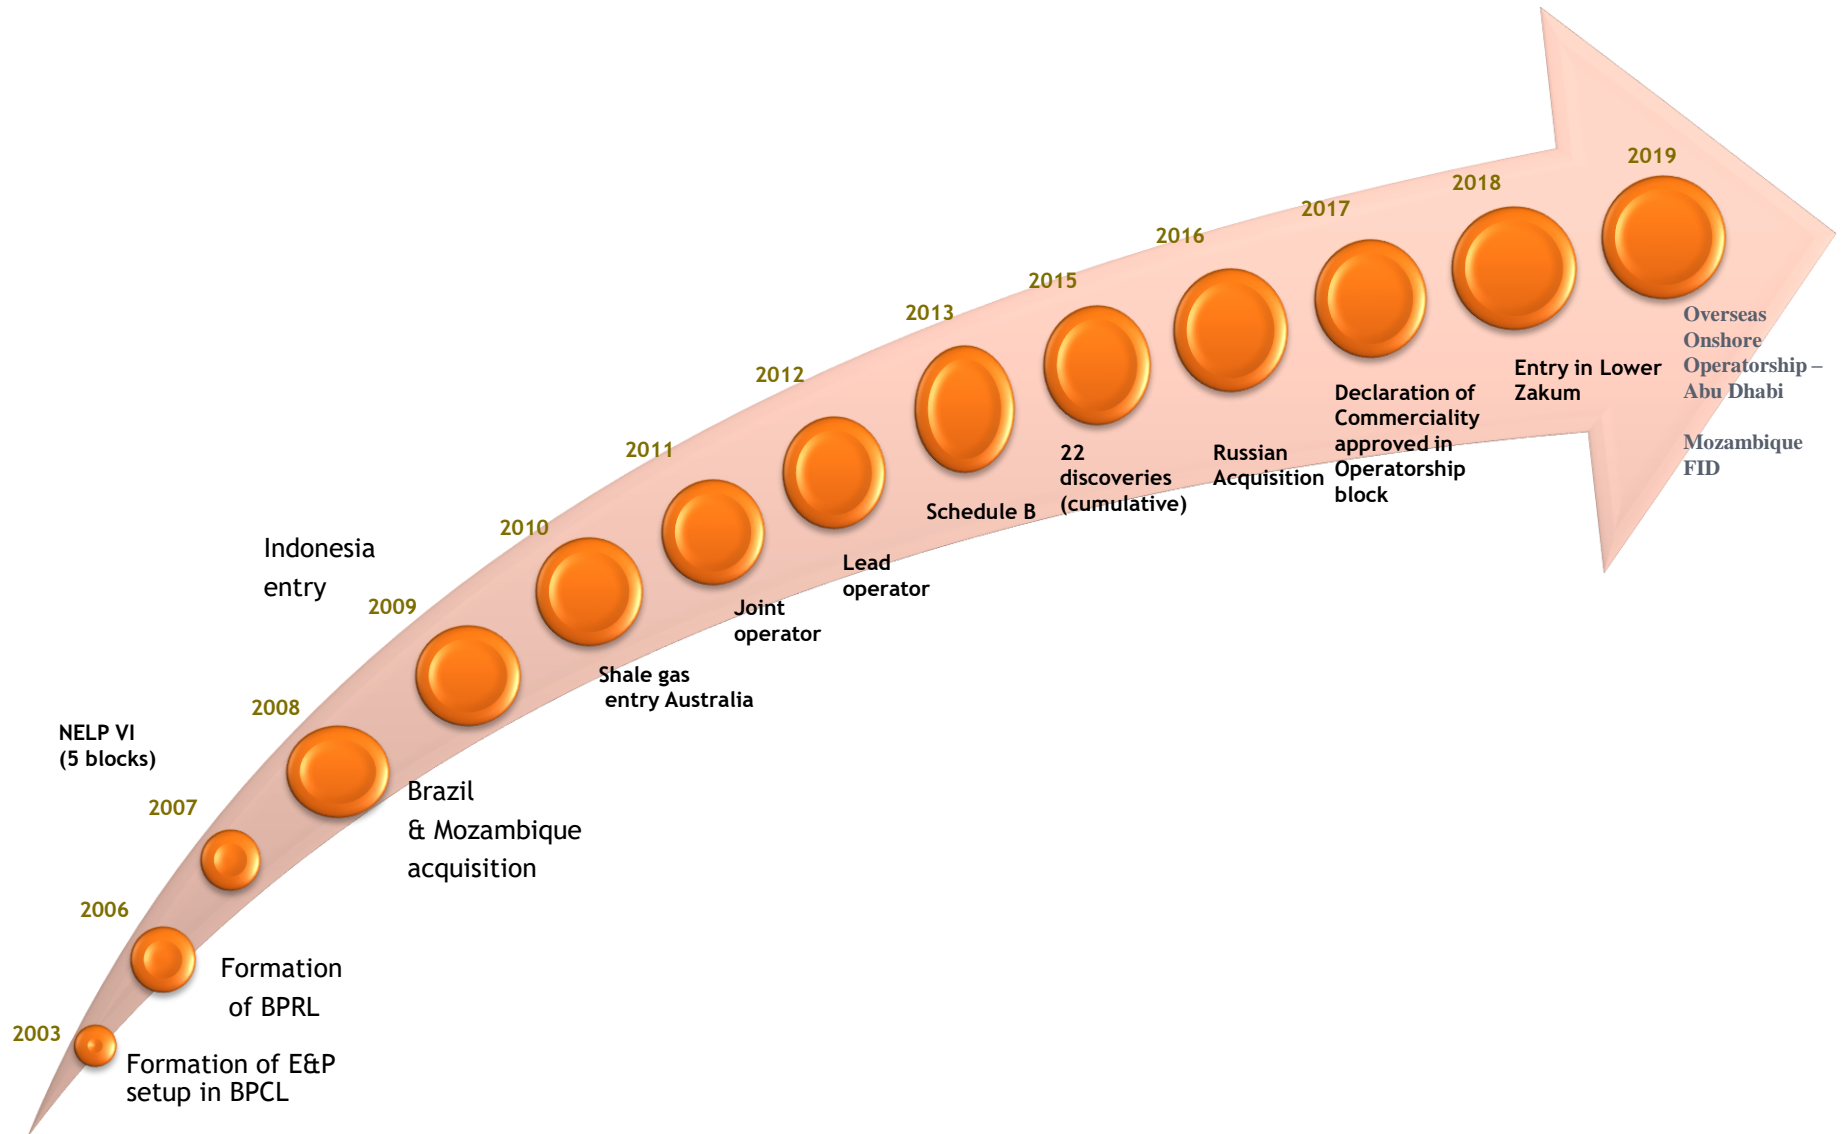 2003
Formation of E&P
setup in BPCL
2006
Formation
of BPRL
2007
NELP VI
(5 blocks)
2008
Brazil
& Mozambique
acquisition
2009
Indonesia
entry
2010
Shale gas
entry Australia
2011
Joint
operator
2012
Lead
operator
2013
Schedule B
2015
22
discoveries
(cumulative)
2016
Russian
Acquisition
2017
Declaration of
Commerciality
approved in
Operatorship
block
2018
Entry in Lower
Zakum
2019
Overseas
Onshore
Operatorship –
Abu Dhabi
Mozambique
FID